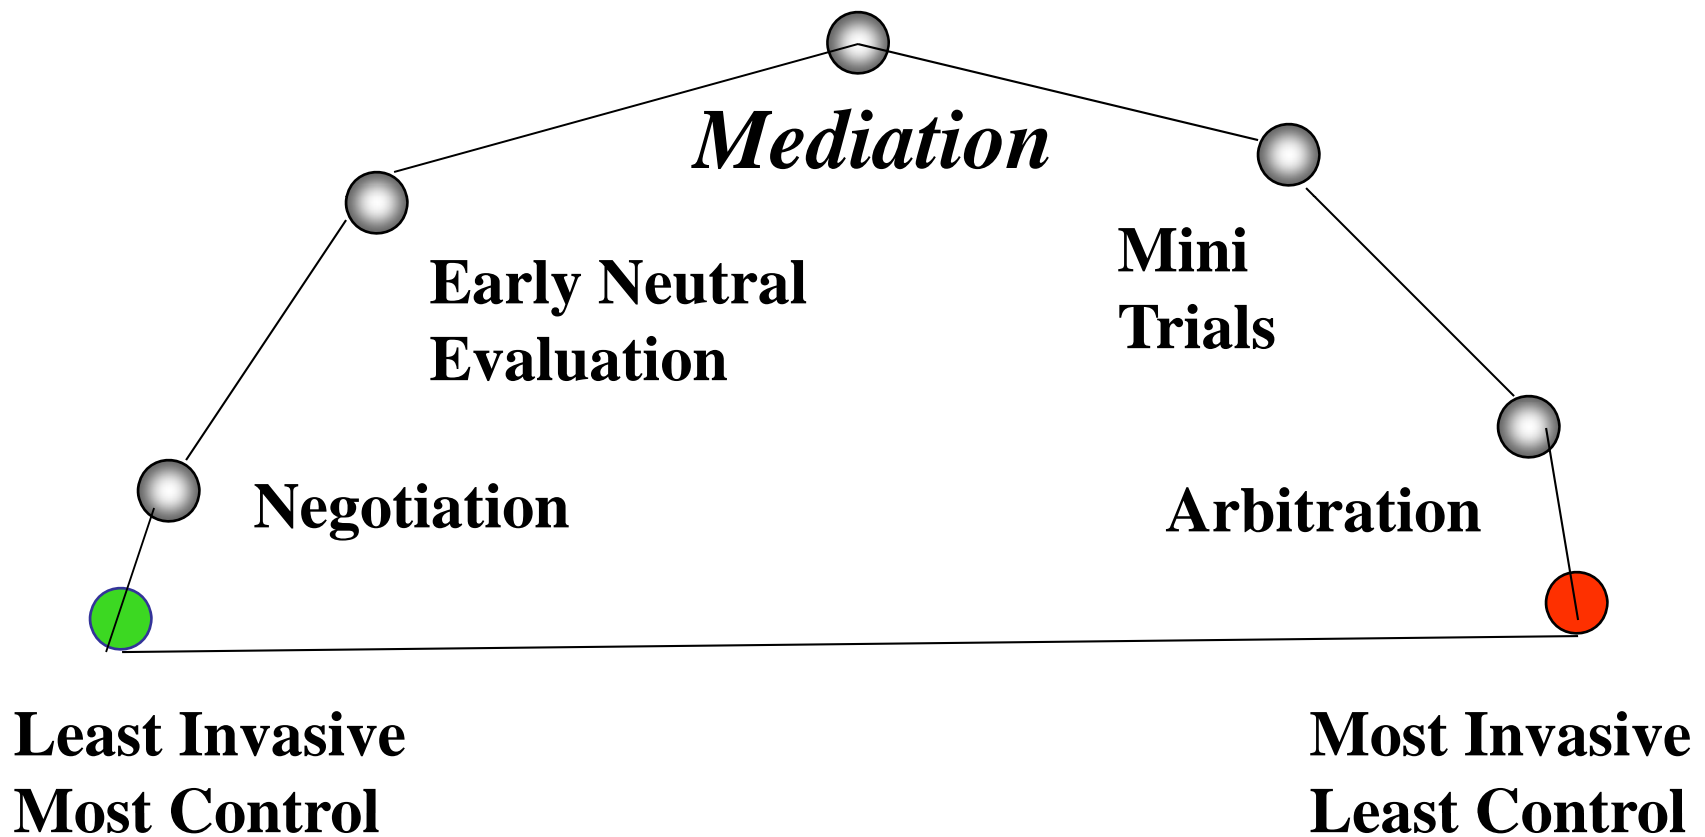 Mediation
Early Neutral
Evaluation
Mini
Trials
Negotiation
Arbitration
Least Invasive
Most Control
Most Invasive
Least Control